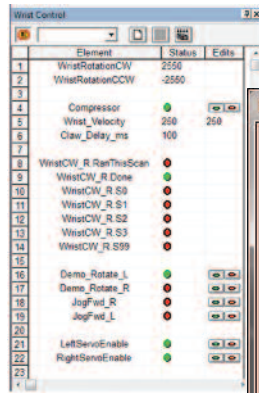 Wrist Control
Element Status Edits
1 WristRotationCW 2550
2 WristRotationCCW -2550
3
4 Compressor
5 Wrist_Velocity 250 250
6 Claw_Delay_ms 100
7
8 WristCW_R.RanThisScan
9 WristCW_R.Done
10 WristCW_R.S0
11 WristCW_R.S1
12 WristCW_R.S2
13 WristCW_R.S3
14 WristCW_R.S99
15
16 Demo_Rotate_L
17 Demo_Rotate_R
18 JogFwd_R
19 JogFwd_L
20
21 LeftServoEnable
22 RightServoEnable
23